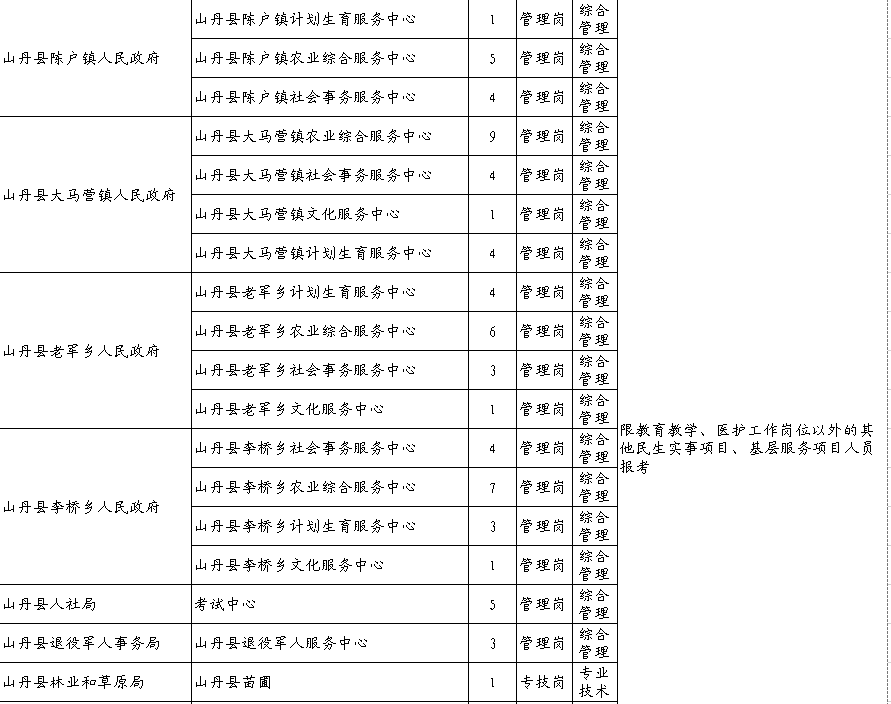 山丹县陈户镇人民政府
山丹县陈户镇计划生育服务中心 1 管理岗 综合管理
山丹县陈户镇农业综合服务中心 5 管理岗 综合管理
山丹县陈户镇社会事务服务中心 4 管理岗 综合管理
山丹县大马营镇人民政府
山丹县大马营镇农业综合服务中心 9 管理岗 综合管理
山丹县大马营镇社会事务服务中心 4 管理岗 综合管理
山丹县大马营镇文化服务中心 1 管理岗 综合管理
山丹县大马营镇计划生育服务中心 4 管理岗 综合管理
山丹县老军乡人民政府
山丹县老军乡计划生育服务中心 4 管理岗 综合管理
山丹县老军乡农业综合服务中心 6 管理岗 综合管理
山丹县老军乡社会事务服务中心 3 管理岗 综合管理
山丹县老军乡文化服务中心 1 管理岗 综合管理
山丹县李桥乡人民政府
山丹县李桥乡社会事务服务中心 4 管理岗 综合管理
山丹县李桥乡农业综合服务中心 7 管理岗 综合管理
山丹县李桥乡计划生育服务中心 3 管理岗 综合管理
山丹县李桥乡文化服务中心 1 管理岗 综合管理
山丹县人社局 考试中心 5 管理岗 综合管理
山丹县退役军人事务局 山丹县退役军人服务中心 3 管理岗 综合管理
山丹县林业和草原局 山丹县苗圃 1 专技岗 专业技术
限教育教学、医护工作岗位以外的其
他民生实事项目、基层服务项目人员
报考